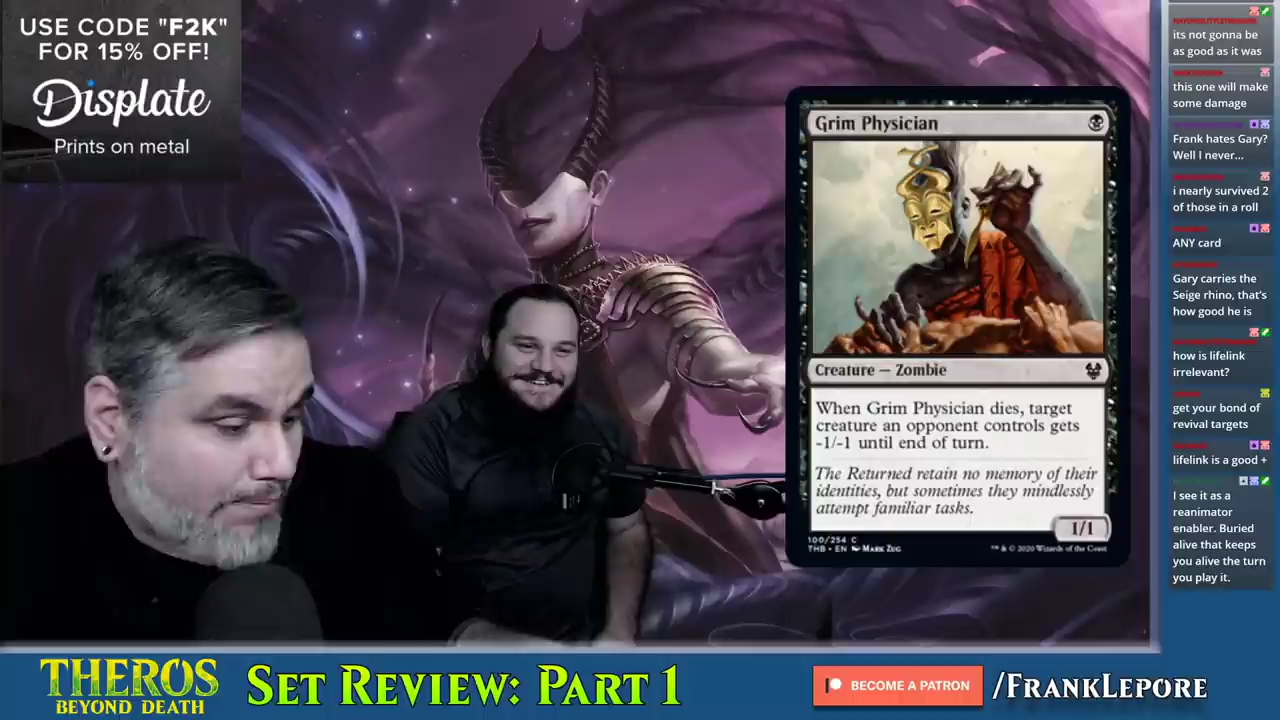 USE CODE "F2K"
FOR 15% OFF!
Displate
Prints on metal
Grim Physician
Creature — Zombie
When Grim Physician dies, target
creature an opponent controls gets
-1/-1 until end of turn.
The Returned retain no memory of their
identities, but sometimes they mindlessly
attempt familiar tasks.
1/1
100/254 C
THB • EN MARK ZUG
™ & © 2020 Wizards of the Coast
its not gonna be
as good as it was
this one will make
some damage
Frank hates Gary?
Well I never...
i nearly survived 2
of those in a roll
ANY card
Gary carries the
Seige rhino, that's
how good he is
how is lifelink
irrelevant?
get your bond of
revival targets
lifelink is a good +
I see it as a
reanimator
enabler. Buried
alive that keeps
you alive the turn
you play it.
THEROS
BEYOND DEATH
SET REVIEW: PART 1
BECOME A PATRON
/FRANKLEPORE